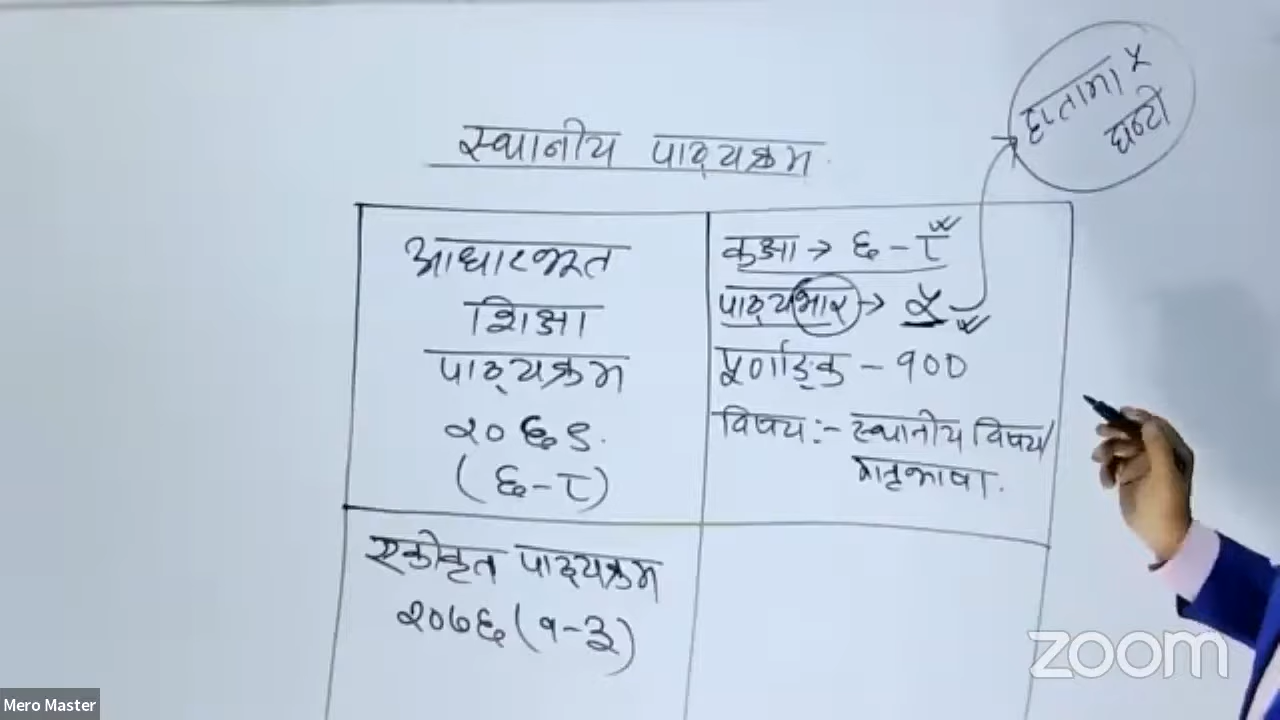 हप्तामा ५
घण्टी
स्थानीय पाठ्यक्रम
आधारभूत
शिक्षा
पाठ्यक्रम
२०६९
(६-८)
कक्षा → ६-८
पाठ्यभार → ५
पूर्णाङ्क - १००
विषय:- स्थानीय विषय/
मातृभाषा.
एकीकृत पाठ्यक्रम
२०७६ (१-३)
zoom
Mero Master